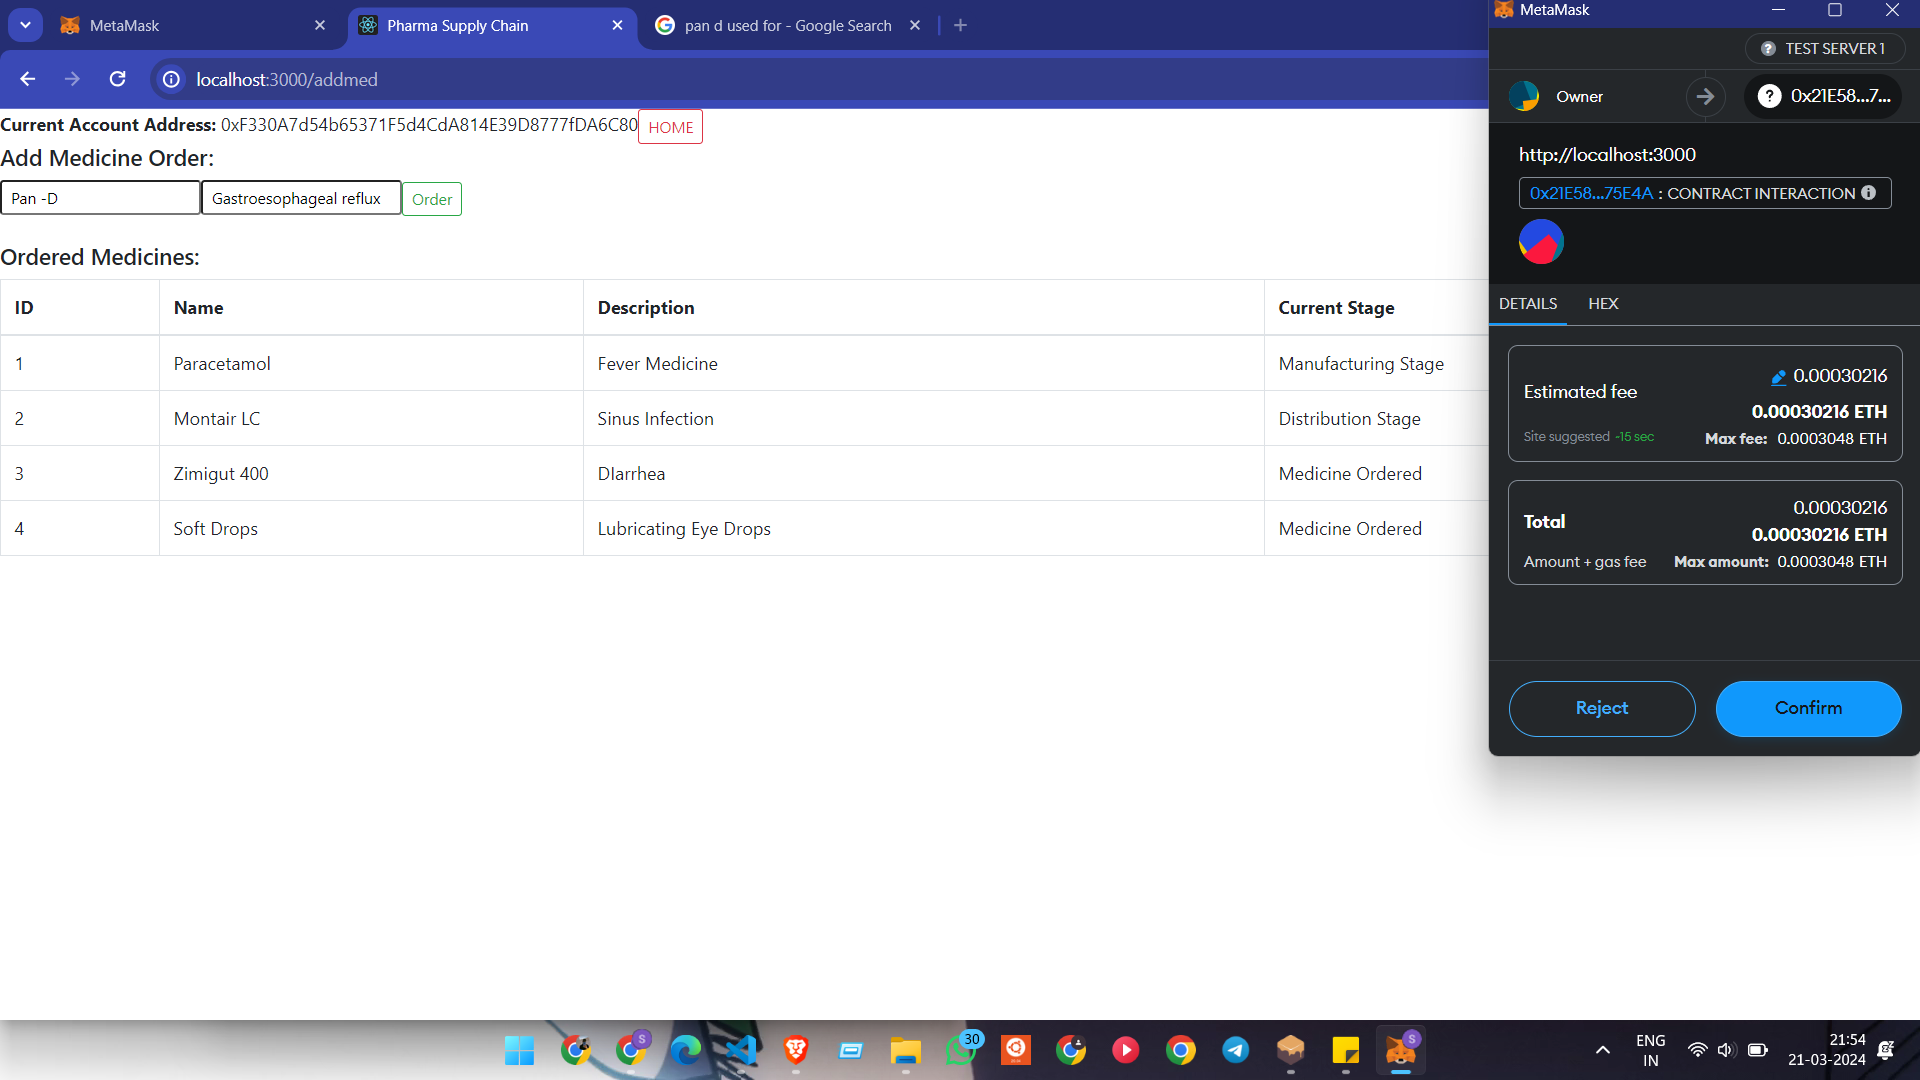 MetaMask
Pharma Supply Chain
pan d used for - Google Search
localhost:3000/addmed
Current Account Address: 0xF330A7d54b65371F5d4CdA814E39D8777fDA6C80 HOME
Add Medicine Order:
Pan -D Gastroesophageal reflux Order
Ordered Medicines:
ID Name Description Current Stage
1 Paracetamol Fever Medicine Manufacturing Stage
2 Montair LC Sinus Infection Distribution Stage
3 Zimigut 400 DIarrhea Medicine Ordered
4 Soft Drops Lubricating Eye Drops Medicine Ordered
MetaMask
? TEST SERVER 1
Owner ? 0x21E58...7...
http://localhost:3000
0x21E58...75E4A : CONTRACT INTERACTION
DETAILS HEX
Estimated fee 0.00030216
0.00030216 ETH
Site suggested ~15 sec Max fee: 0.0003048 ETH
Total 0.00030216
0.00030216 ETH
Amount + gas fee Max amount: 0.0003048 ETH
Reject Confirm
S
30
S
ENG
IN
21:54
21-03-2024